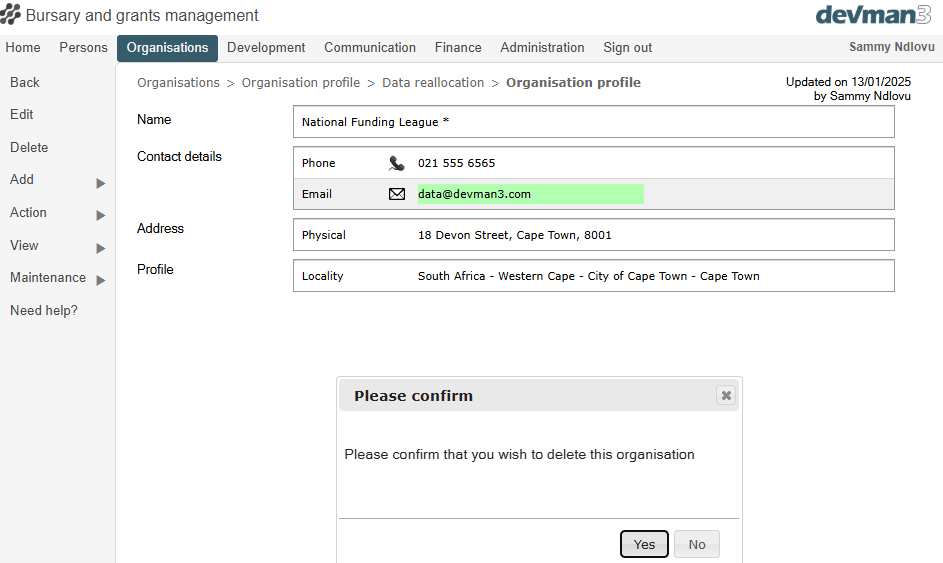 Bursary and grants management
devman3
Home Persons Organisations Development Communication Finance Administration Sign out Sammy Ndlovu
Back
Edit
Delete
Add
Action
View
Maintenance
Need help?
Organisations > Organisation profile > Data reallocation > Organisation profile
Updated on 13/01/2025
by Sammy Ndlovu
Name National Funding League *
Contact details
Phone 021 555 6565
Email data@devman3.com
Address Physical 18 Devon Street, Cape Town, 8001
Profile Locality South Africa - Western Cape - City of Cape Town - Cape Town
Please confirm
Please confirm that you wish to delete this organisation
Yes No